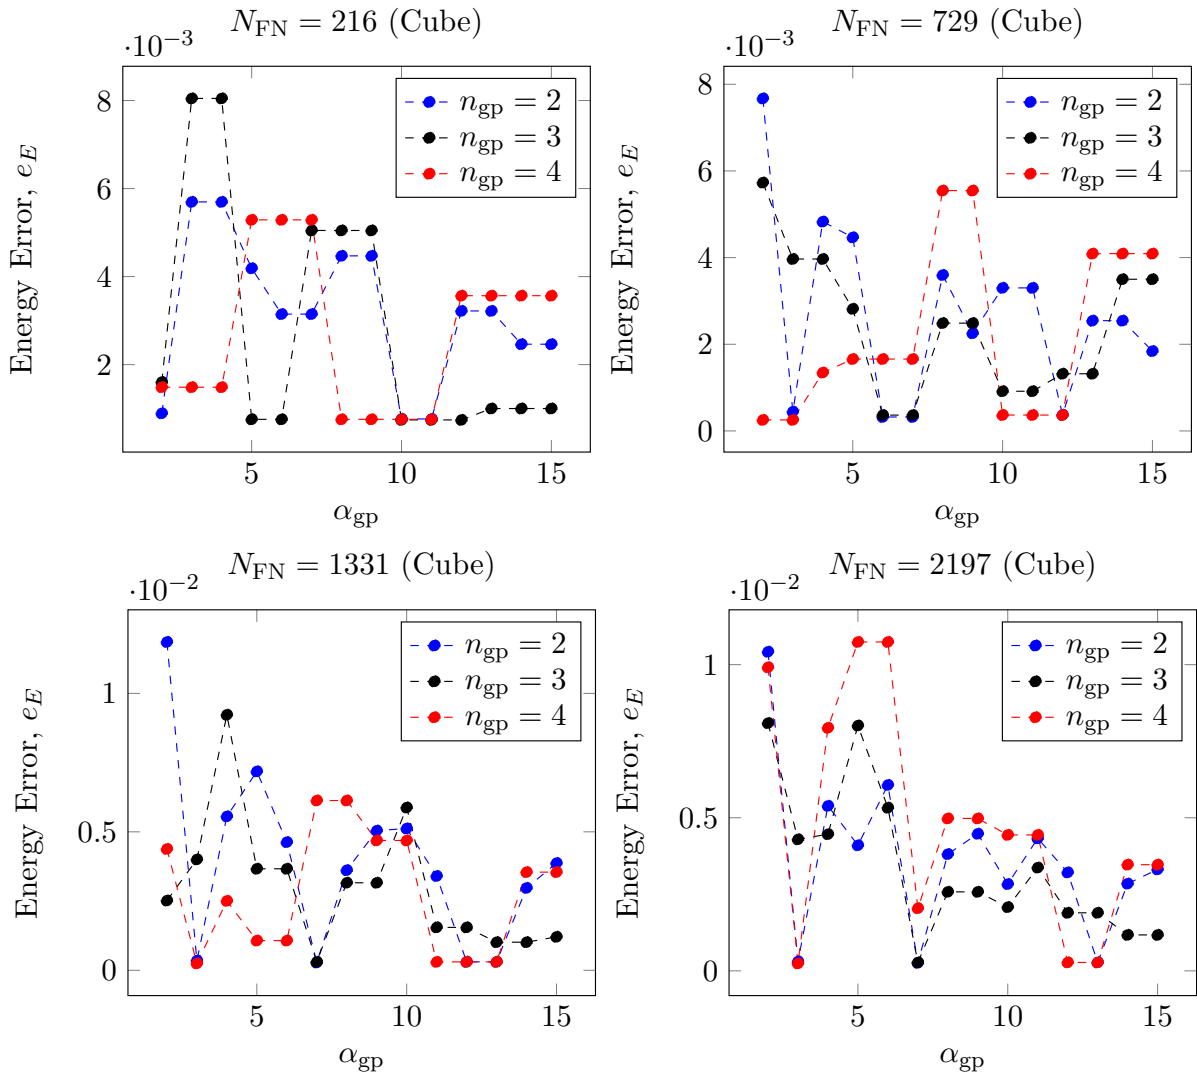 N_FN = 216 (Cube)
·10⁻³
8
6
4
2
5
10
15
α_gp
Energy Error, e_E
n_gp = 2
n_gp = 3
n_gp = 4
N_FN = 729 (Cube)
·10⁻³
8
6
4
2
0
5
10
15
α_gp
Energy Error, e_E
n_gp = 2
n_gp = 3
n_gp = 4
N_FN = 1331 (Cube)
·10⁻²
1
0.5
0
5
10
15
α_gp
Energy Error, e_E
n_gp = 2
n_gp = 3
n_gp = 4
N_FN = 2197 (Cube)
·10⁻²
1
0.5
0
5
10
15
α_gp
Energy Error, e_E
n_gp = 2
n_gp = 3
n_gp = 4